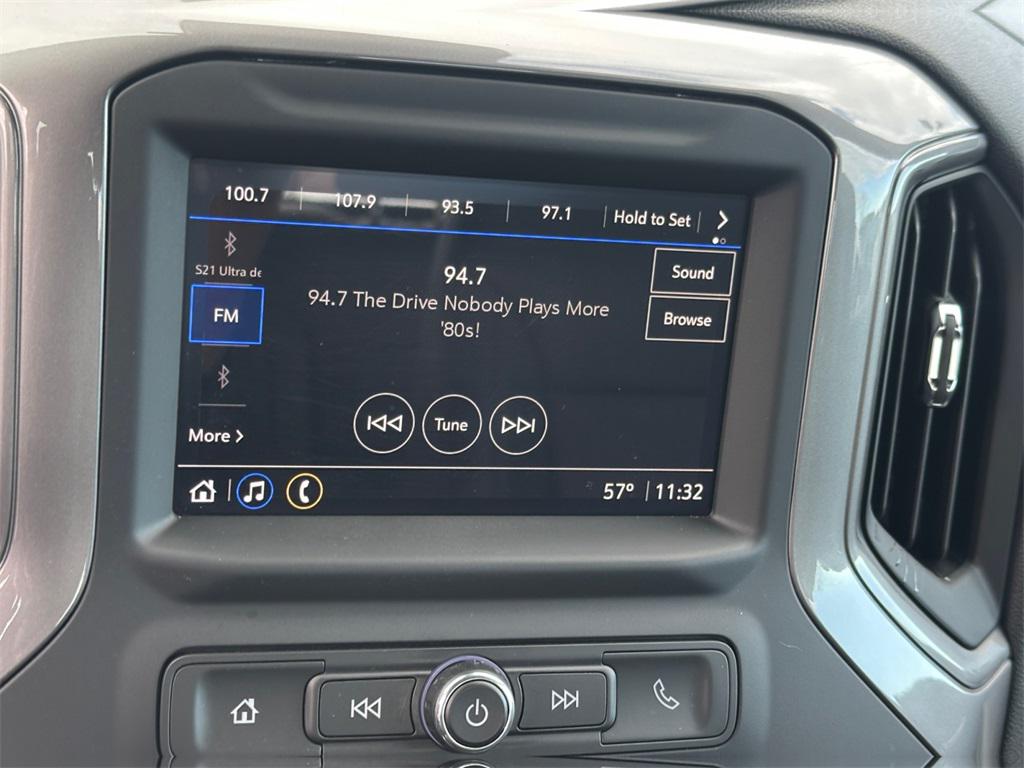 100.7 107.9 93.5 97.1 Hold to Set
S21 Ultra de
FM
More
94.7
94.7 The Drive Nobody Plays More
'80s!
Sound
Browse
Tune
57° 11:32